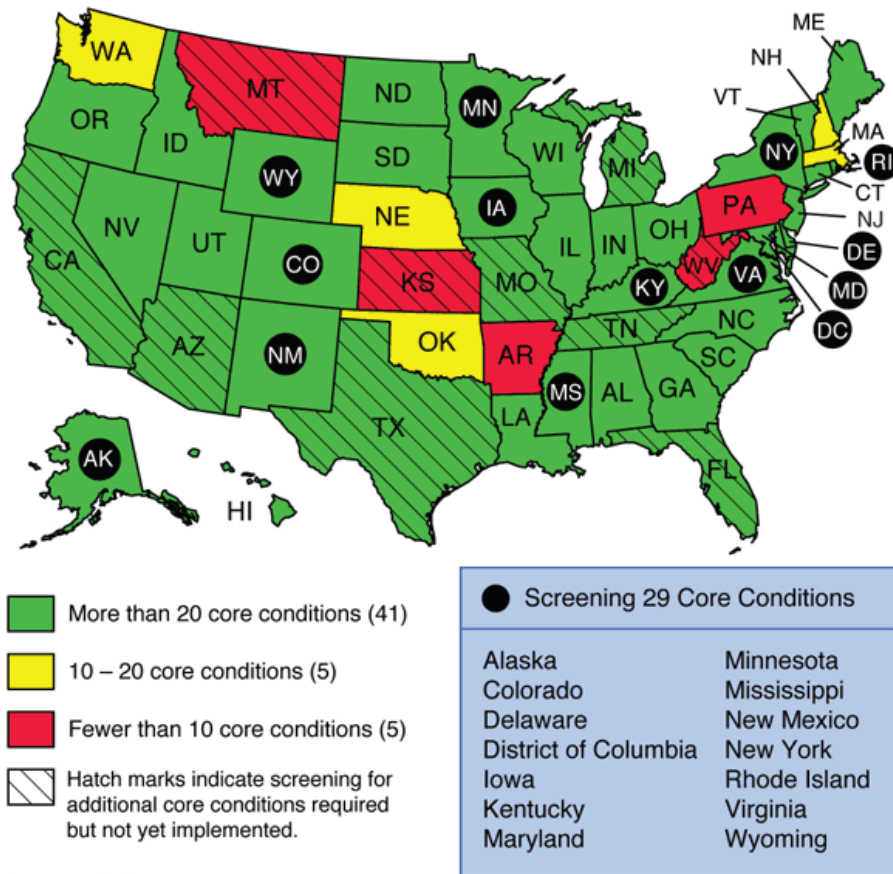 ME
NH
WA
MT
ND
MN
VT
MA
OR
ID
SD
WI
MI
NY
RI
WY
CT
NE
IA
PA
NJ
NV
UT
CO
IL
IN
OH
DE
CA
KS
MO
WV
VA
MD
KY
DC
AZ
NM
OK
TN
NC
AR
SC
MS
AL
GA
TX
LA
FL
AK
HI
More than 20 core conditions (41)
10 – 20 core conditions (5)
Fewer than 10 core conditions (5)
Hatch marks indicate screening for
additional core conditions required
but not yet implemented.
Screening 29 Core Conditions
Alaska
Colorado
Delaware
District of Columbia
Iowa
Kentucky
Maryland
Minnesota
Mississippi
New Mexico
New York
Rhode Island
Virginia
Wyoming